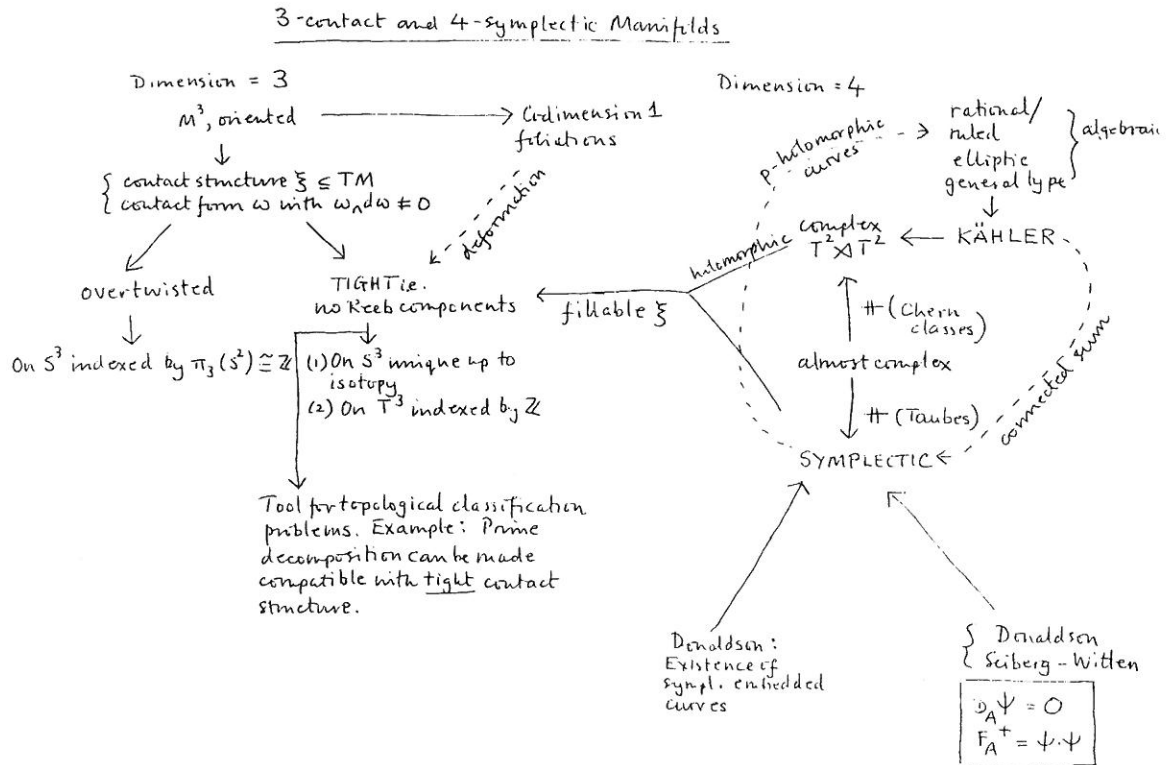 3-contact and 4-symplectic Manifolds
Dimension = 3
M³, oriented
Codimension 1
foliations
{ contact structure ξ ⊆ TM
{ contact form ω with ω∧dω ≠ 0
deformation
overtwisted
TIGHT i.e.
no Reeb components
On S³ indexed by π₃(S²) ≅ ℤ
(1) On S³ unique up to
isotopy
(2) On T³ indexed by ℤ
Tool for topological classification
problems. Example: Prime
decomposition can be made
compatible with tight contact
structure.
Dimension = 4
p-holomorphic
curves
rational/
ruled
elliptic
general type
} algebraic
holomorphic
complex
T² ⋊ T²
KÄHLER
fillable ξ
# (Chern
classes)
almost complex
# (Taubes)
connected sum
SYMPLECTIC
Donaldson:
Existence of
sympl. embedded
curves
{ Donaldson
{ Seiberg-Witten
D_A ψ = 0
F_A⁺ = ψ·ψ